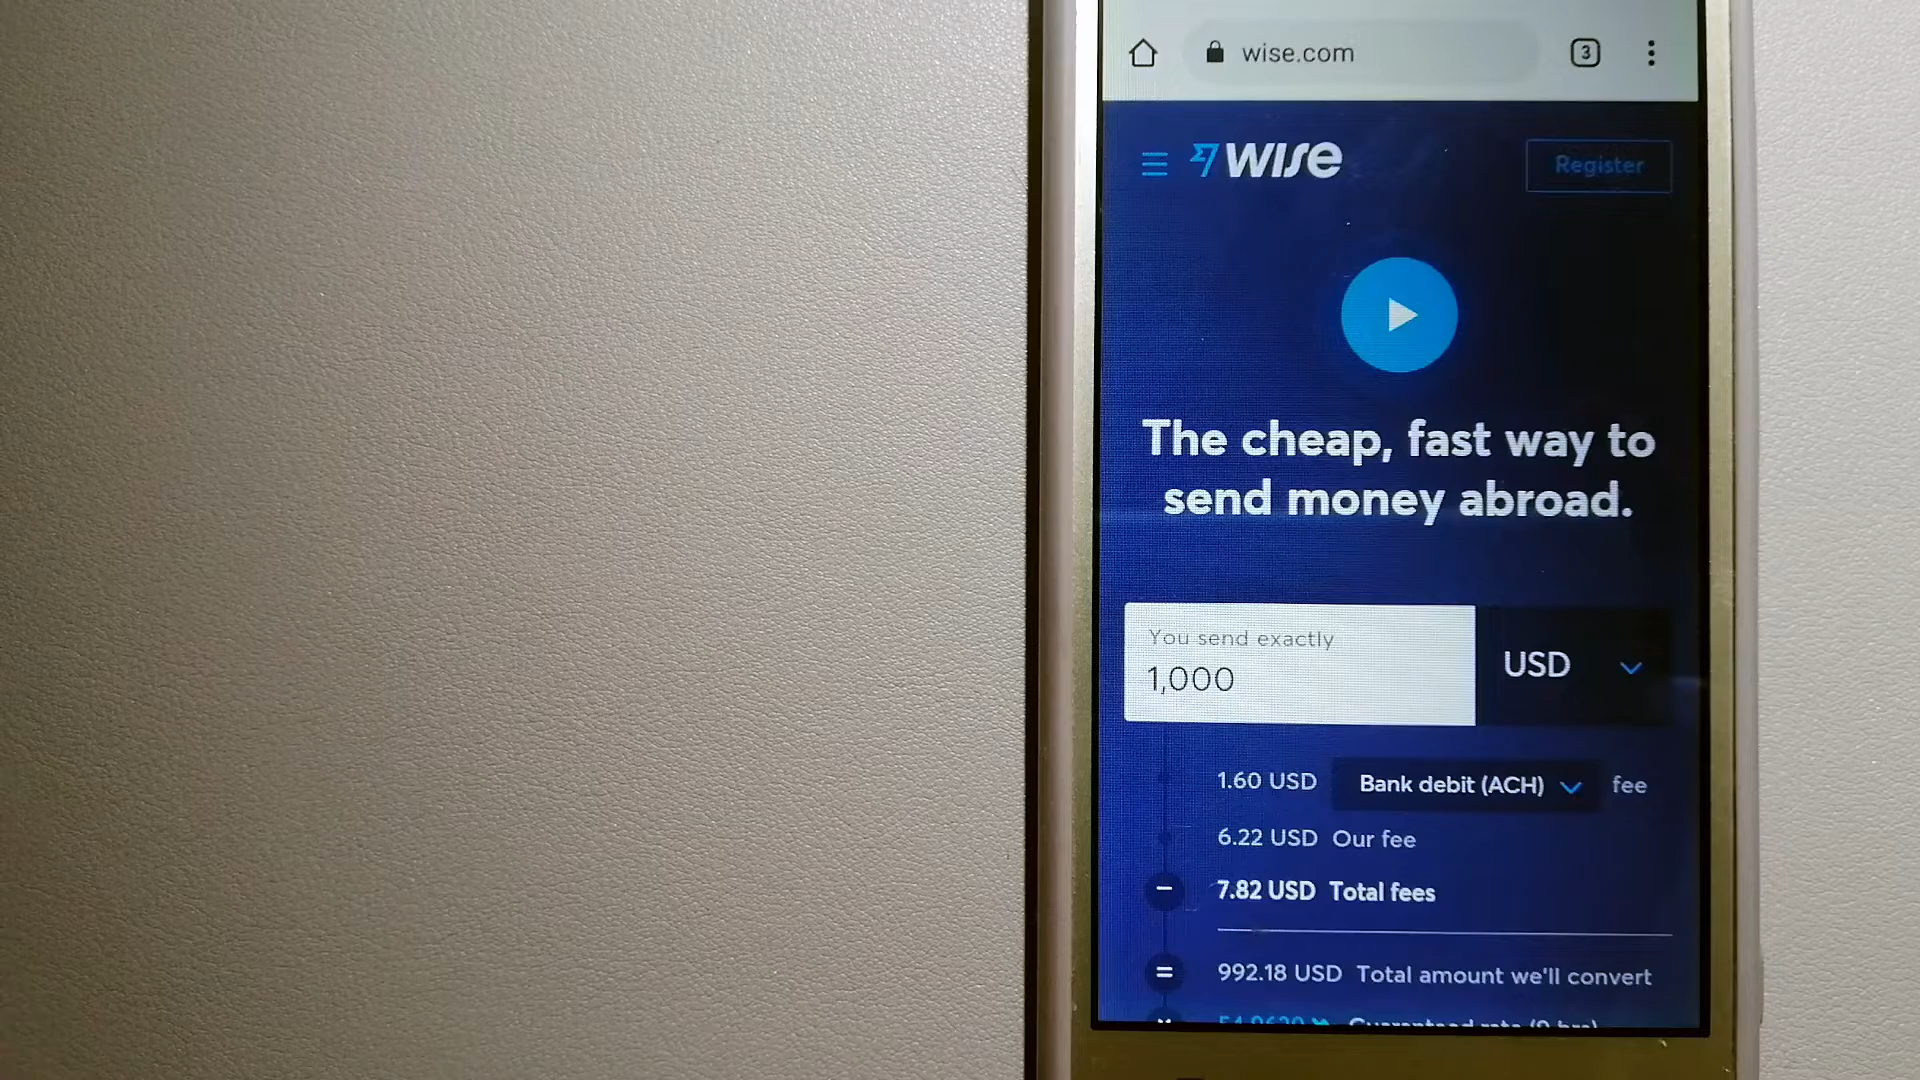 wise.com
3
WISE
Register
The cheap, fast way to
send money abroad.
You send exactly
1,000
USD
1.60 USD Bank debit (ACH) fee
6.22 USD Our fee
7.82 USD Total fees
992.18 USD Total amount we'll convert
Guaranteed rate